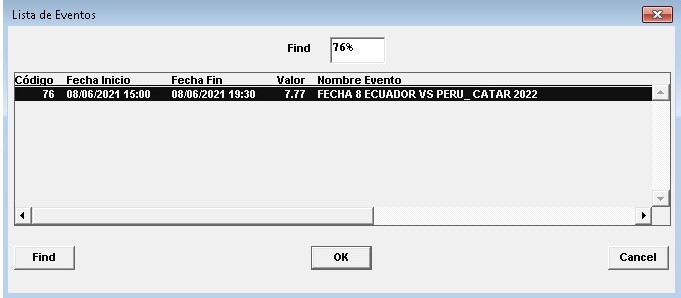 Lista de Eventos
Find 76%
Código Fecha Inicio Fecha Fin Valor Nombre Evento
76 08/06/2021 15:00 08/06/2021 19:30 7.77 FECHA 8 ECUADOR VS PERU_ CATAR 2022
Find OK Cancel